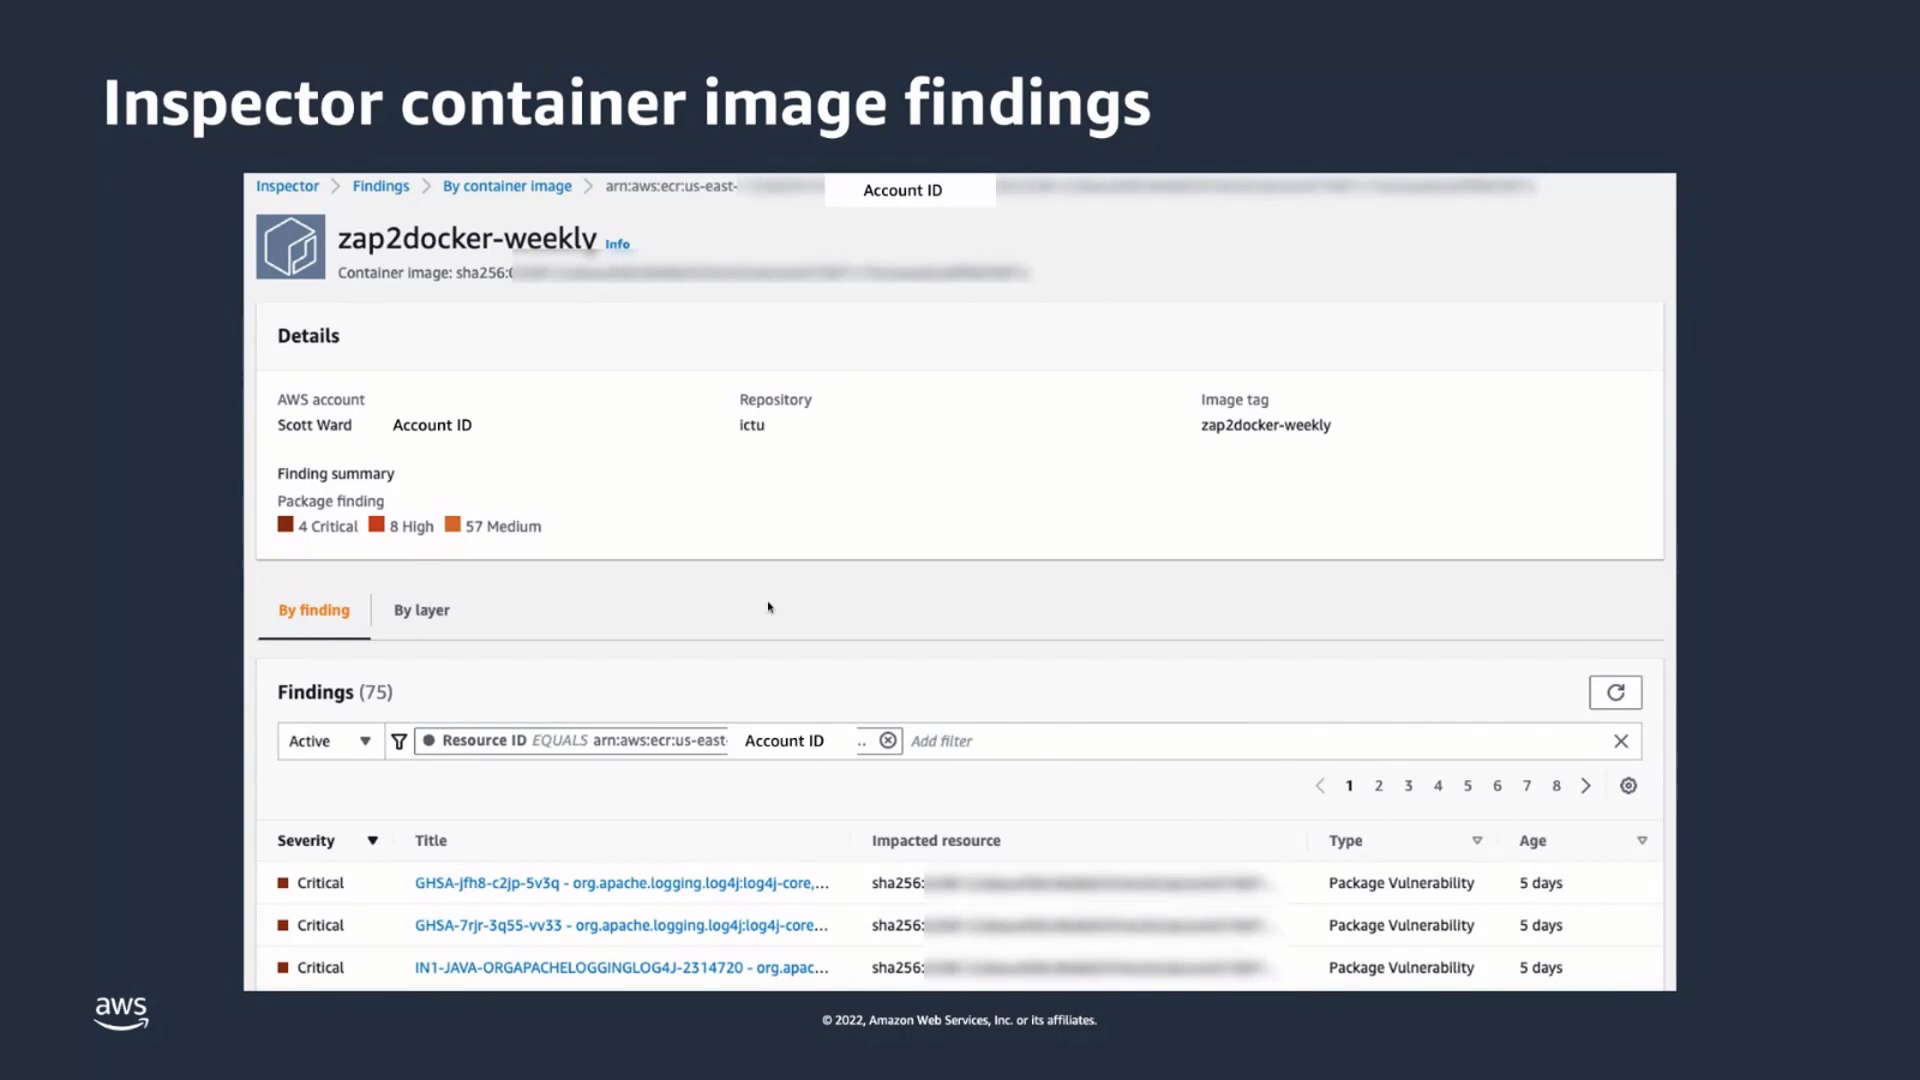 Inspector container image findings
Inspector > Findings > By container image > arn:aws:ecr:us-east- Account ID
zap2docker-weekly Info
Container image: sha256:
Details
AWS account Repository Image tag
Scott Ward Account ID ictu zap2docker-weekly
Finding summary
Package finding
4 Critical 8 High 57 Medium
By finding By layer
Findings (75)
Active Resource ID EQUALS arn:aws:ecr:us-east- Account ID .. Add filter
1 2 3 4 5 6 7 8
Severity Title Impacted resource Type Age
Critical GHSA-jfh8-c2jp-5v3q - org.apache.logging.log4j:log4j-core,... sha256: Package Vulnerability 5 days
Critical GHSA-7rjr-3q55-vv33 - org.apache.logging.log4j:log4j-core... sha256: Package Vulnerability 5 days
Critical IN1-JAVA-ORGAPACHELOGGINGLOG4J-2314720 - org.apac... sha256: Package Vulnerability 5 days
aws
© 2022, Amazon Web Services, Inc. or its affiliates.